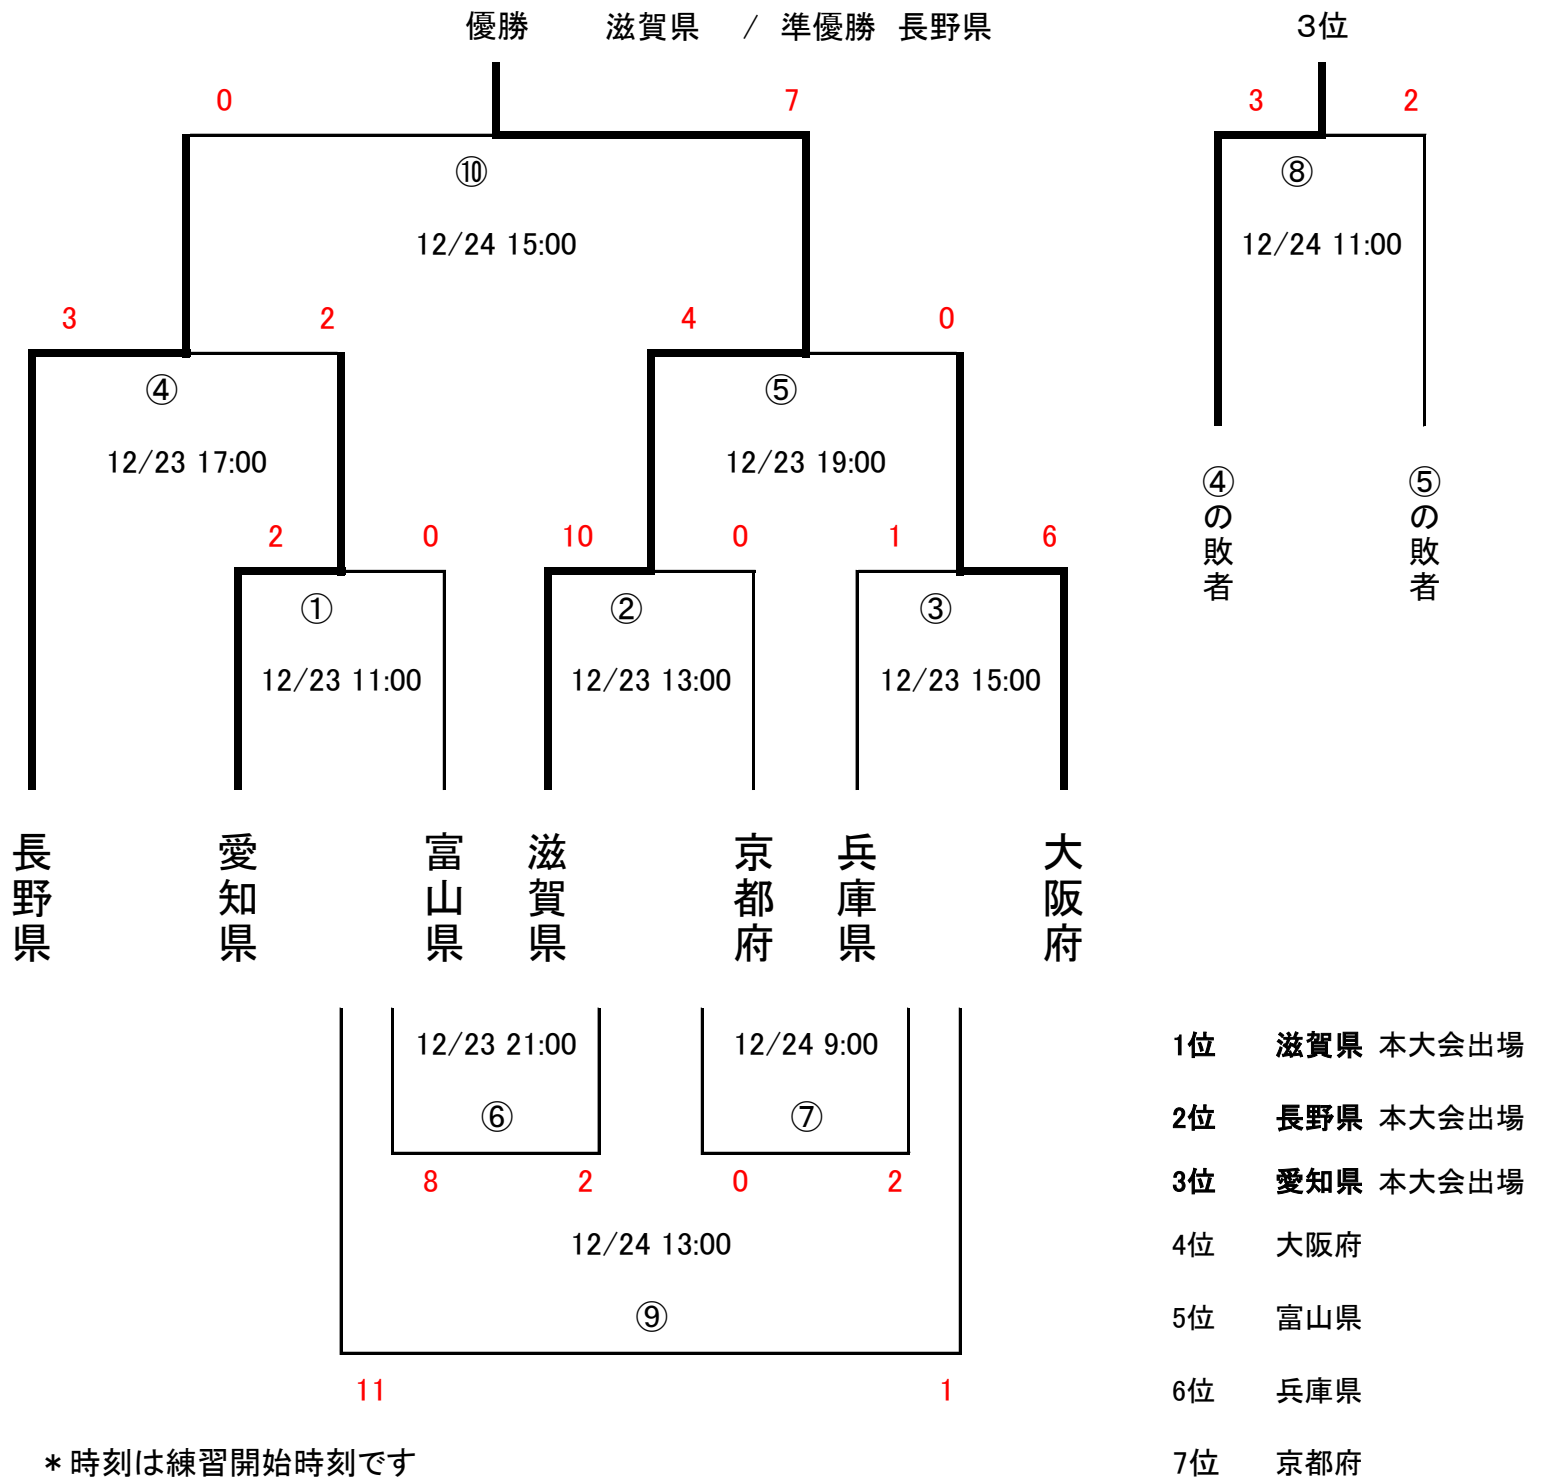 優勝 滋賀県 / 準優勝 長野県 3位
0 7 3 2
⑩ ⑧
12/24 15:00 12/24 11:00
3 2 4 0
④ ⑤
12/23 17:00 12/23 19:00
④の敗者 ⑤の敗者
2 0 10 0 1 6
① ② ③
12/23 11:00 12/23 13:00 12/23 15:00
長野県
愛知県
富山県
滋賀県
京都府
兵庫県
大阪府
12/23 21:00 12/24 9:00
⑥ ⑦
8 2 0 2
12/24 13:00
⑨
11 1
1位 滋賀県 本大会出場
2位 長野県 本大会出場
3位 愛知県 本大会出場
4位 大阪府
5位 富山県
6位 兵庫県
7位 京都府
*時刻は練習開始時刻です